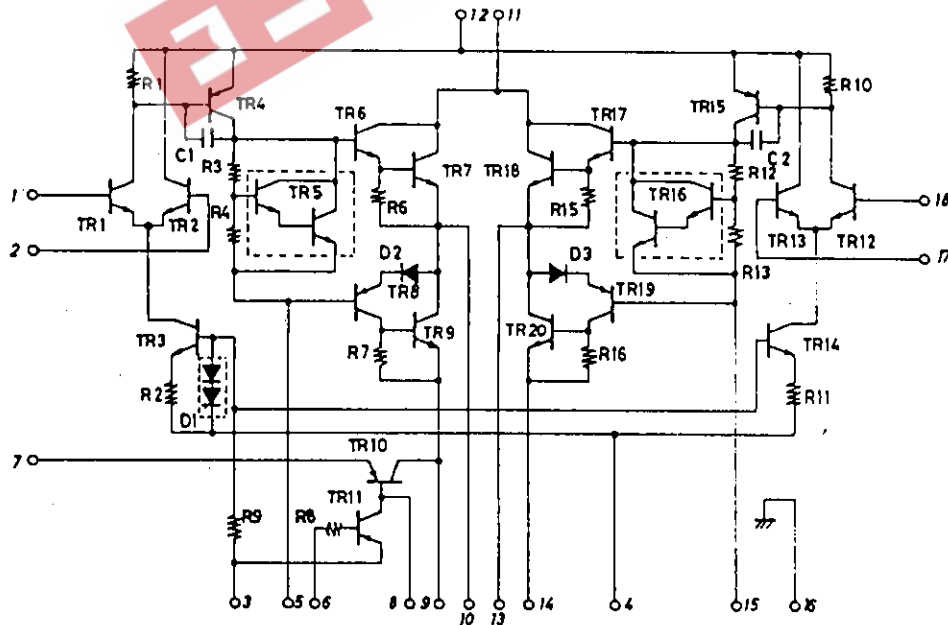 12 11
R1
TR4
TR6
TR17
TR15
R10
C1
R3
TR5
TR7
TR18
TR16
C2
R12
1
TR1
TR2
R4
R6
R15
TR13
TR12
18
2
17
D2
D3
R13
TR8
TR19
TR3
TR9
TR20
TR14
R7
R16
R2
D1
R11
7
TR10
TR11
R9
R8
3 5 6 8 9 10 13 14 4 15 16